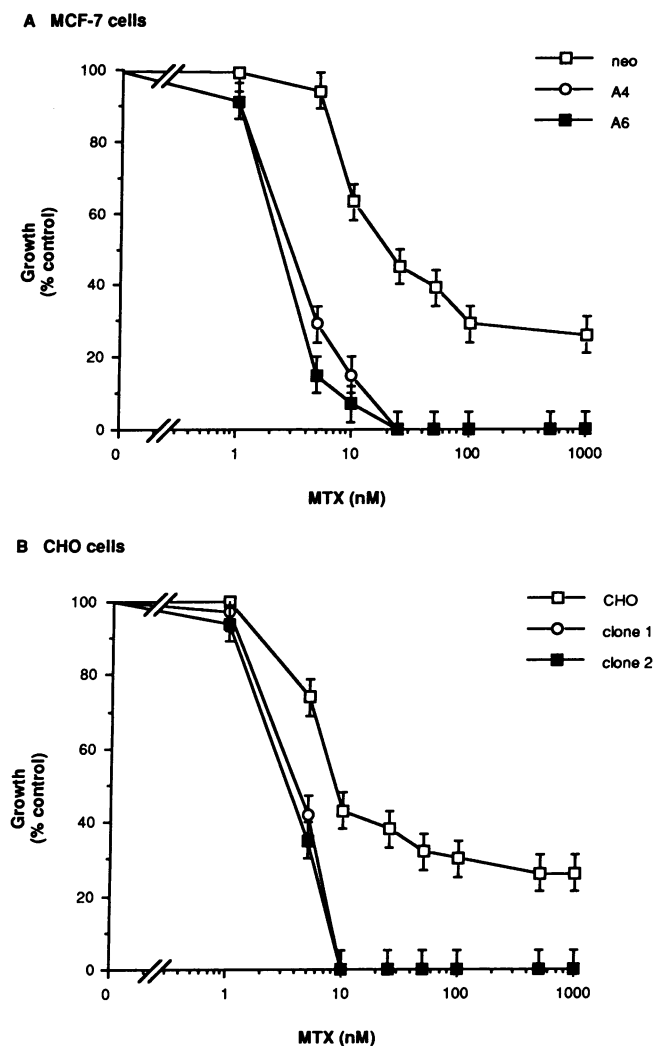 A MCF-7 cells
neo
A4
A6
100
80
60
40
20
0
Growth
(% control)
0 1 10 100 1000
MTX (nM)
B CHO cells
CHO
clone 1
clone 2
100
80
60
40
20
0
Growth
(% control)
0 1 10 100 1000
MTX (nM)